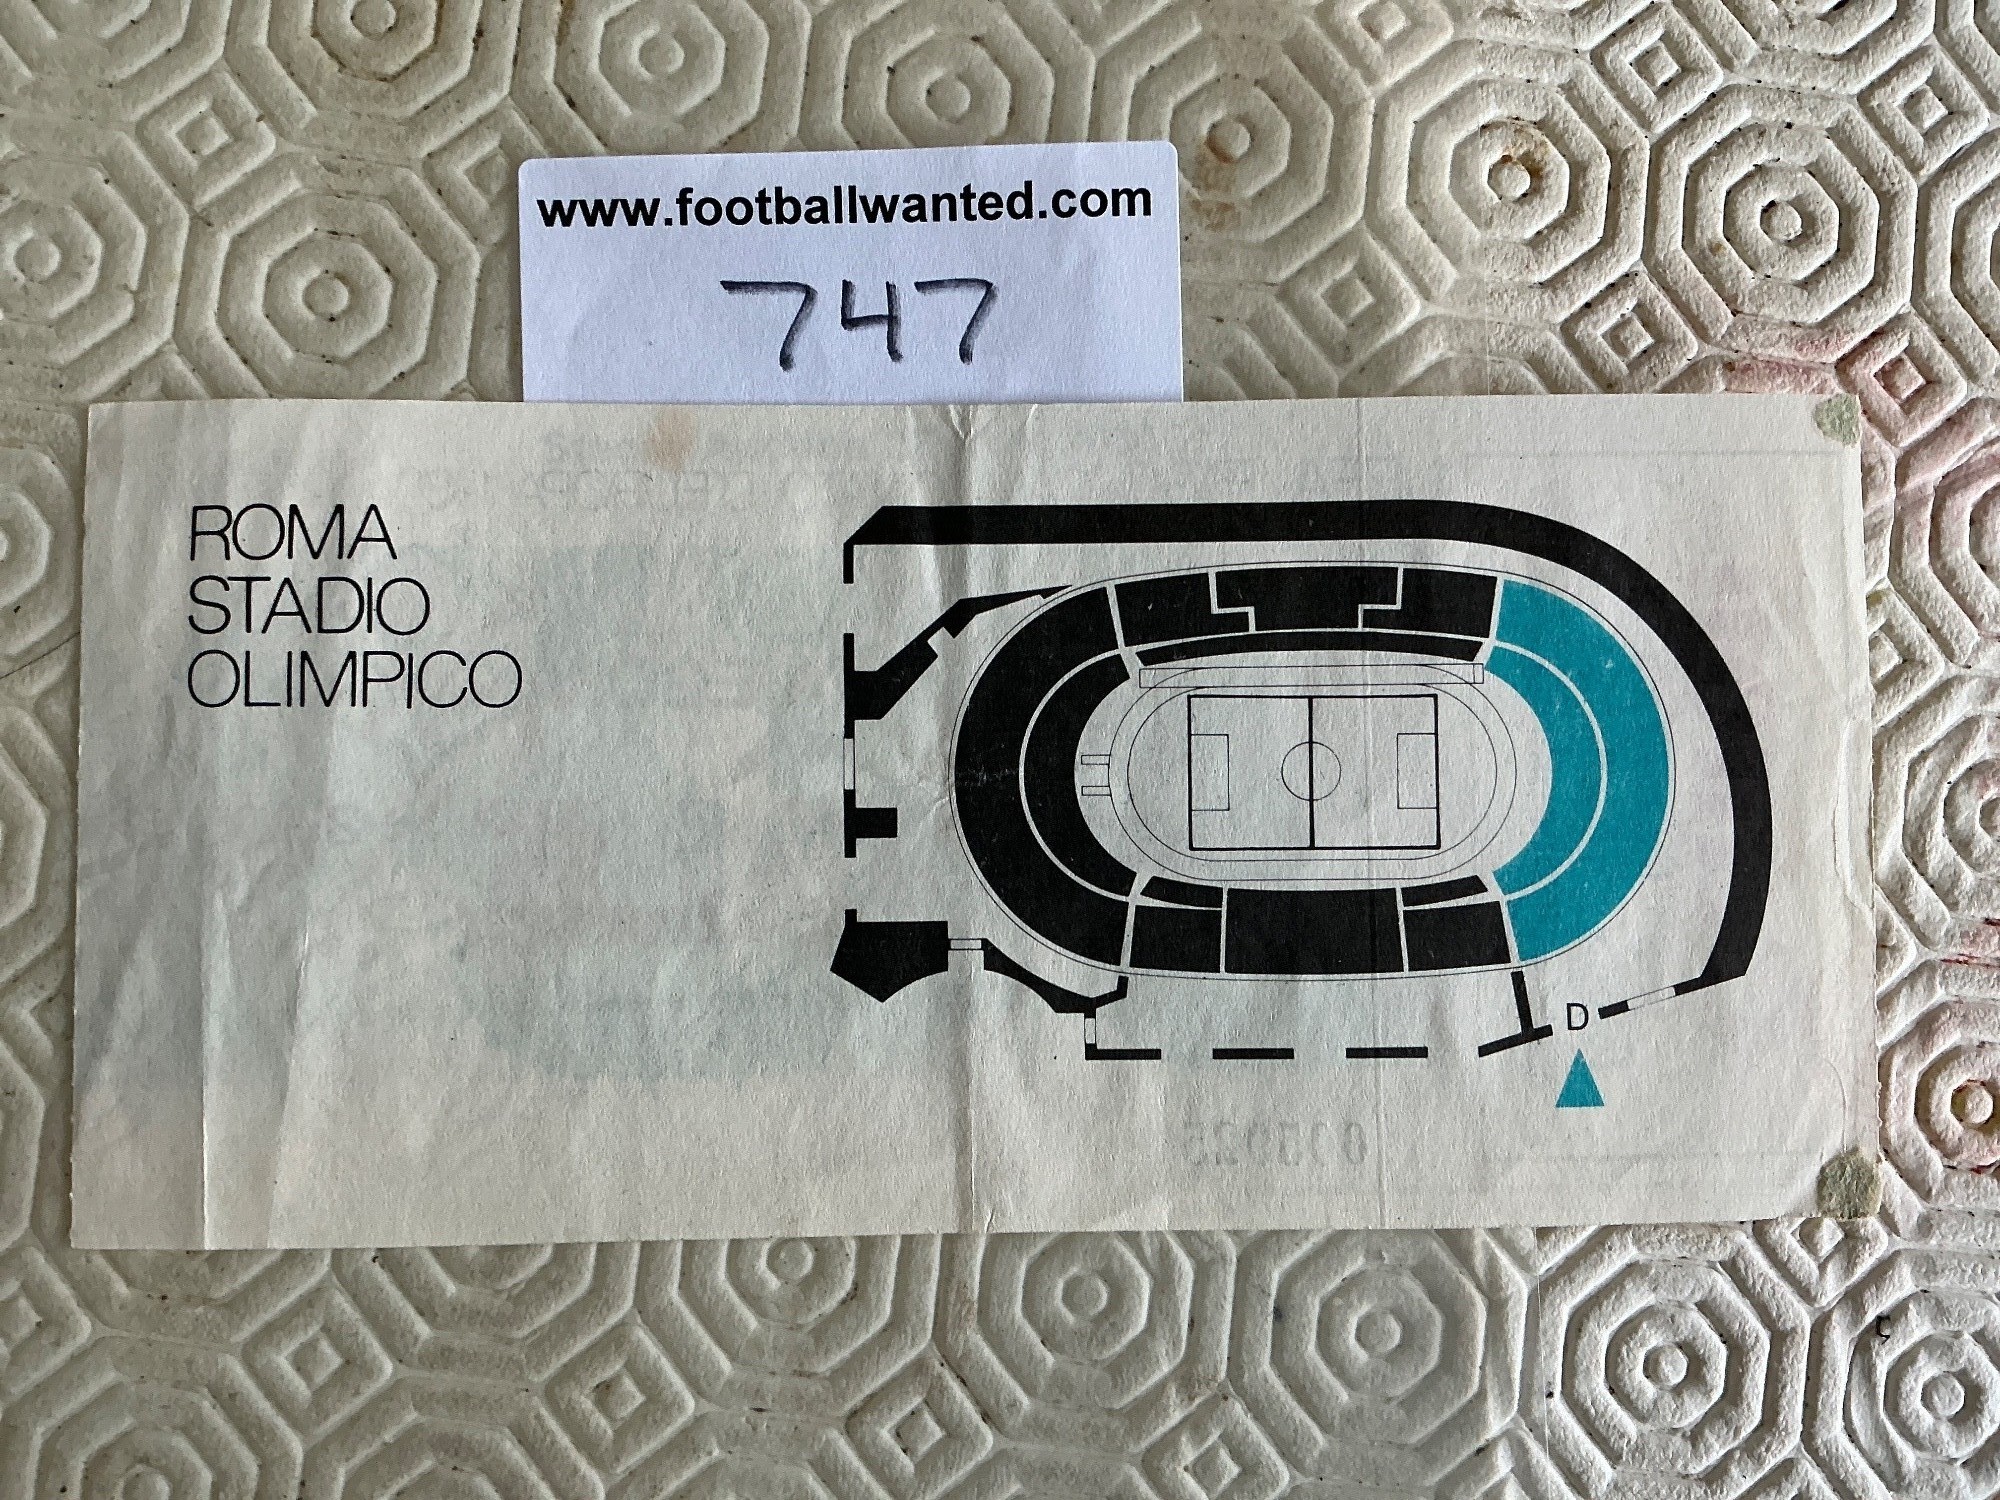 www.footballwanted.com
747
ROMA
STADIO
OLIMPICO
D